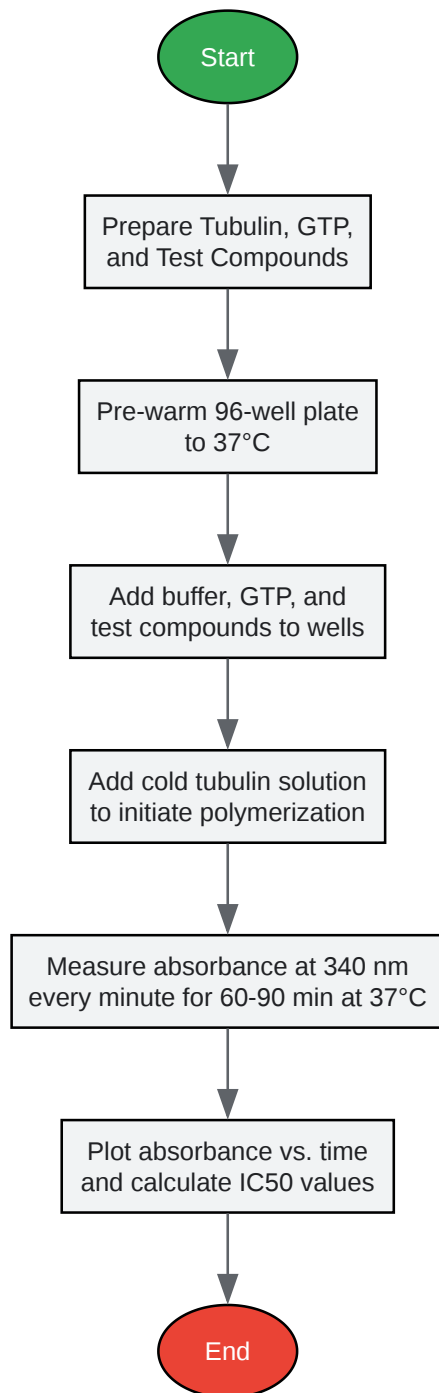 Start
Prepare Tubulin, GTP,
and Test Compounds
Pre-warm 96-well plate
to 37°C
Add buffer, GTP, and
test compounds to wells
Add cold tubulin solution
to initiate polymerization
Measure absorbance at 340 nm
every minute for 60-90 min at 37°C
Plot absorbance vs. time
and calculate IC50 values
End